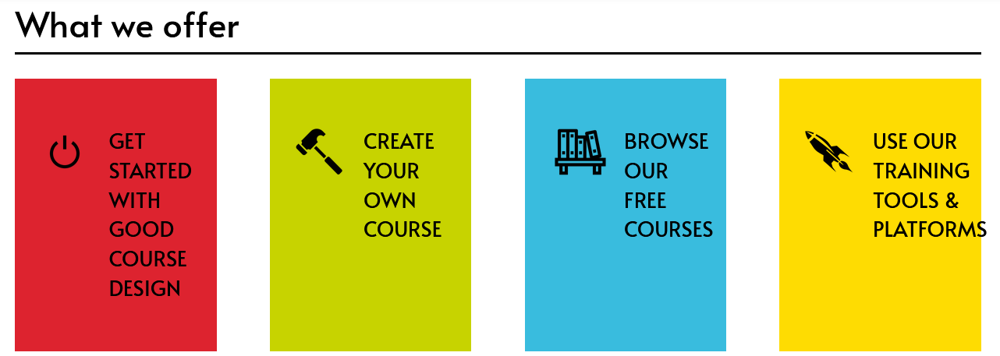 What we offer
GET
STARTED
WITH
GOOD
COURSE
DESIGN
CREATE
YOUR
OWN
COURSE
BROWSE
OUR
FREE
COURSES
USE OUR
TRAINING
TOOLS &
PLATFORMS